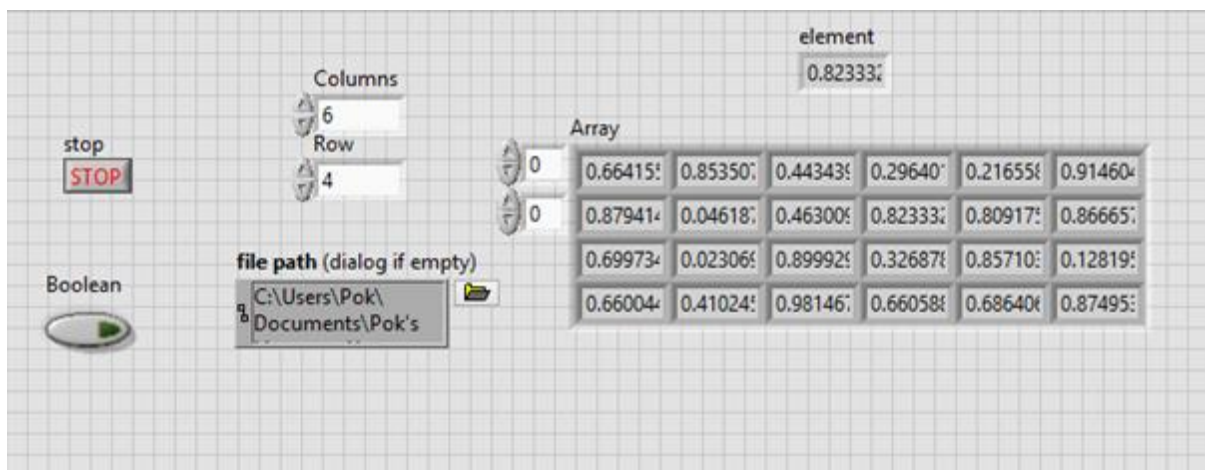 element
0.823332
Columns
6
stop
Row
Array
STOP
4
0
0.66415 0.85350 0.44343 0.29640 0.21655 0.91460
0
0.87941 0.04618 0.46300 0.82333 0.80917 0.86665
file path (dialog if empty)
0.69973 0.02306 0.89992 0.32687 0.85710 0.12819
Boolean
C:\Users\Pok\
Documents\Pok's
0.66004 0.41024 0.98146 0.66058 0.68640 0.87495